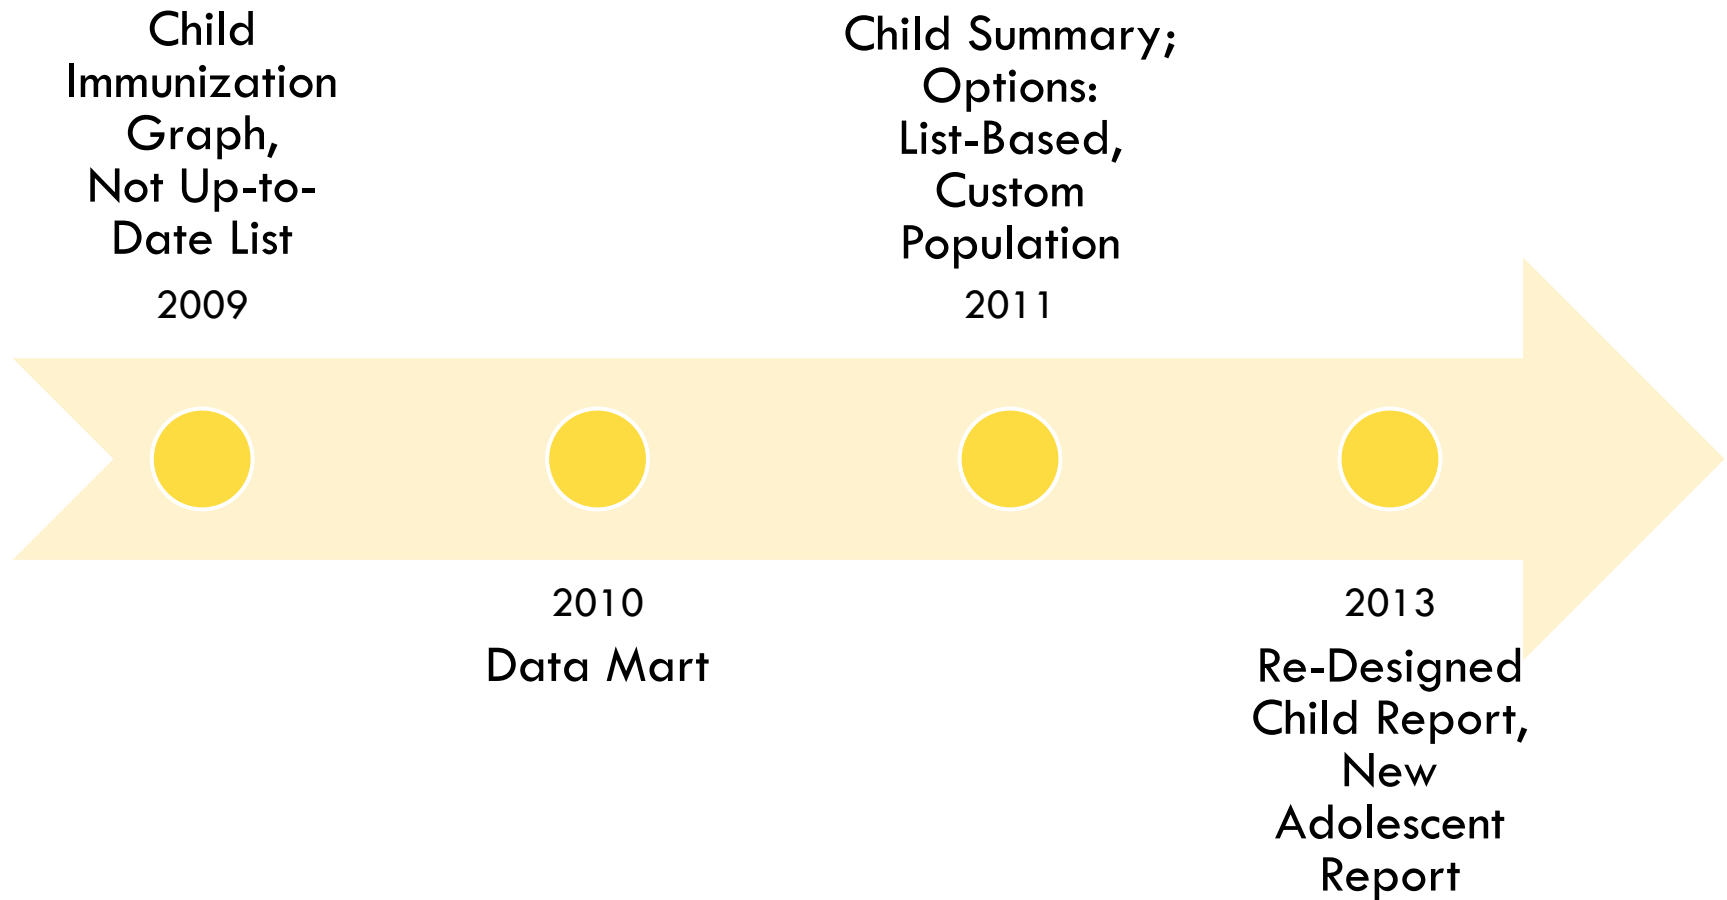 Child
Immunization
Graph,
Not Up-to-
Date List
2009
2010
Data Mart
Child Summary;
Options:
List-Based,
Custom
Population
2011
2013
Re-Designed
Child Report,
New
Adolescent
Report